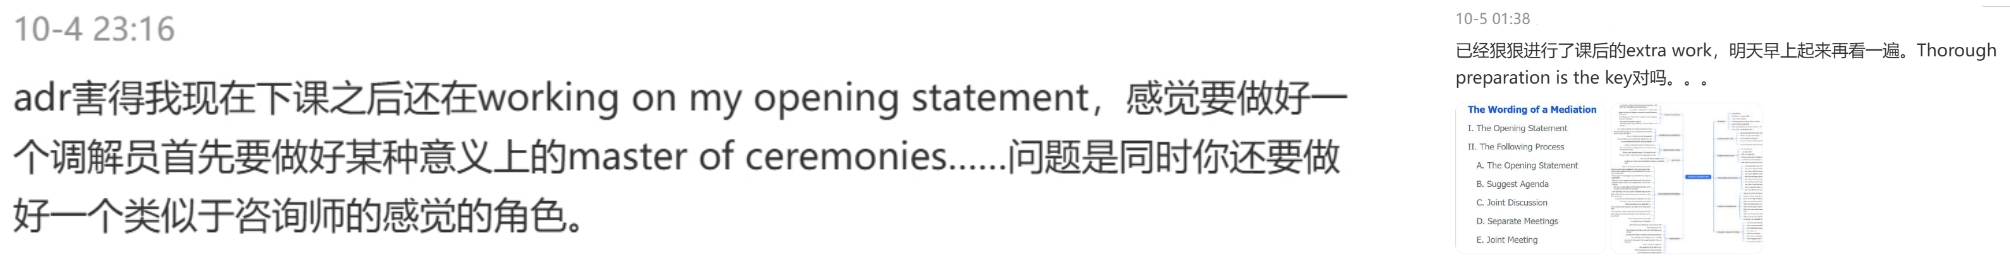 10-4 23:16
adr害得我现在下课之后还在working on my opening statement，感觉要做好一
个调解员首先要做好某种意义上的master of ceremonies……问题是同时你还要做
好一个类似于咨询师的感觉的角色。
10-5 01:38
已经狠狠进行了课后的extra work，明天早上起来再看一遍。Thorough
preparation is the key对吗。。。
The Wording of a Mediation
I. The Opening Statement
II. The Following Process
A. The Opening Statement
B. Suggest Agenda
C. Joint Discussion
D. Separate Meetings
E. Joint Meeting